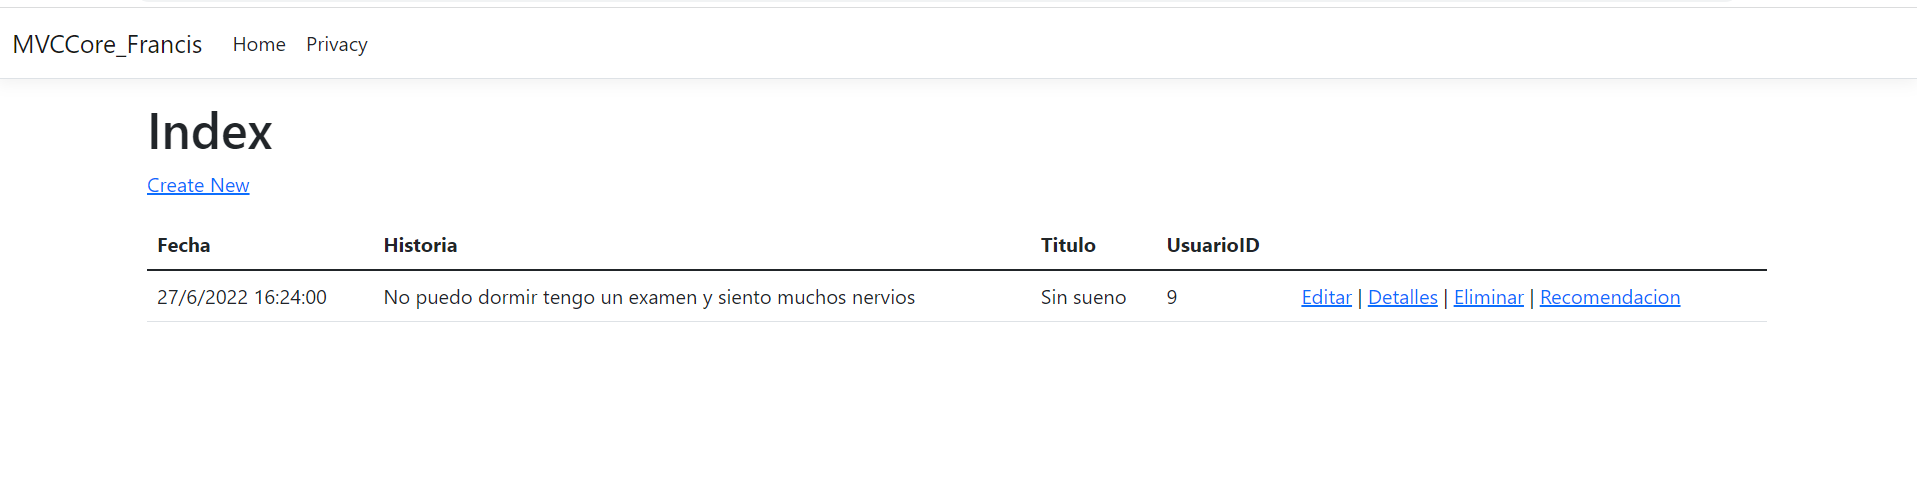 MVCCore_Francis Home Privacy
Index
Create New
Fecha Historia Titulo UsuarioID
27/6/2022 16:24:00 No puedo dormir tengo un examen y siento muchos nervios Sin sueno 9 Editar | Detalles | Eliminar | Recomendacion